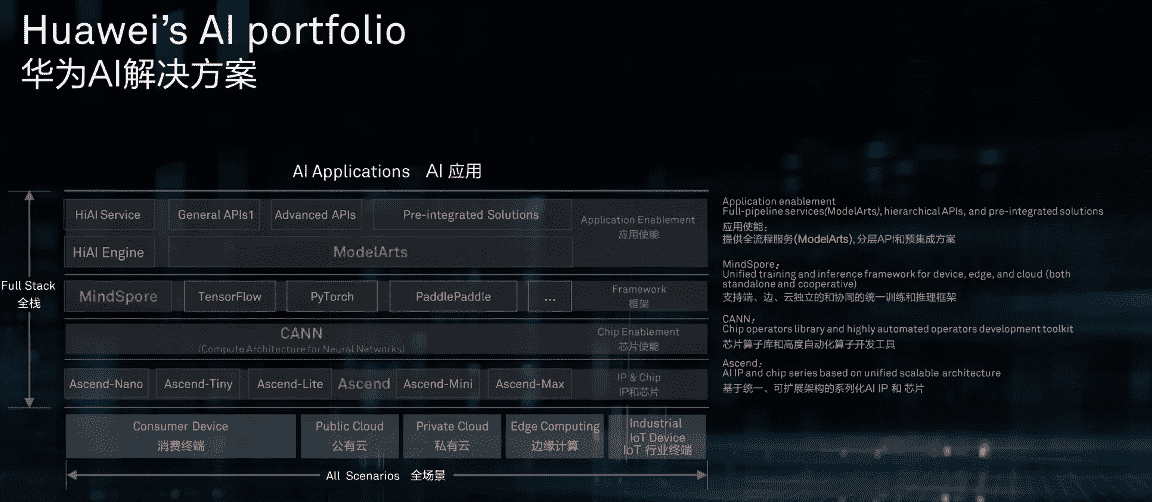 Huawei's AI portfolio
华为AI解决方案
AI Applications AI 应用
Full Stack
全栈
HiAI Service
General APIs1
Advanced APIs
Pre-integrated Solutions
Application Enablement
应用使能
HiAI Engine
ModelArts
MindSpore
TensorFlow
PyTorch
PaddlePaddle
...
Framework
框架
CANN
(Compute Architecture for Neural Networks)
Chip Enablement
芯片使能
Ascend-Nano
Ascend-Tiny
Ascend-Lite
Ascend
Ascend-Mini
Ascend-Max
IP & Chip
IP和芯片
Consumer Device
消费终端
Public Cloud
公有云
Private Cloud
私有云
Edge Computing
边缘计算
Industrial
IoT Device
IoT 行业终端
All Scenarios 全场景
Application enablement
Full-pipeline services(ModelArts), hierarchical APIs, and pre-integrated solutions
应用使能:
提供全流程服务(ModelArts),分层API和预集成方案
MindSpore:
Unified training and inference framework for device, edge, and cloud (both
standalone and cooperative)
支持端、边、云独立的和协同的统一训练和推理框架
CANN:
Chip operators library and highly automated operators development toolkit
芯片算子库和高度自动化算子开发工具
Ascend:
AI IP and chip series based on unified scalable architecture
基于统一、可扩展架构的系列化AI IP 和 芯片